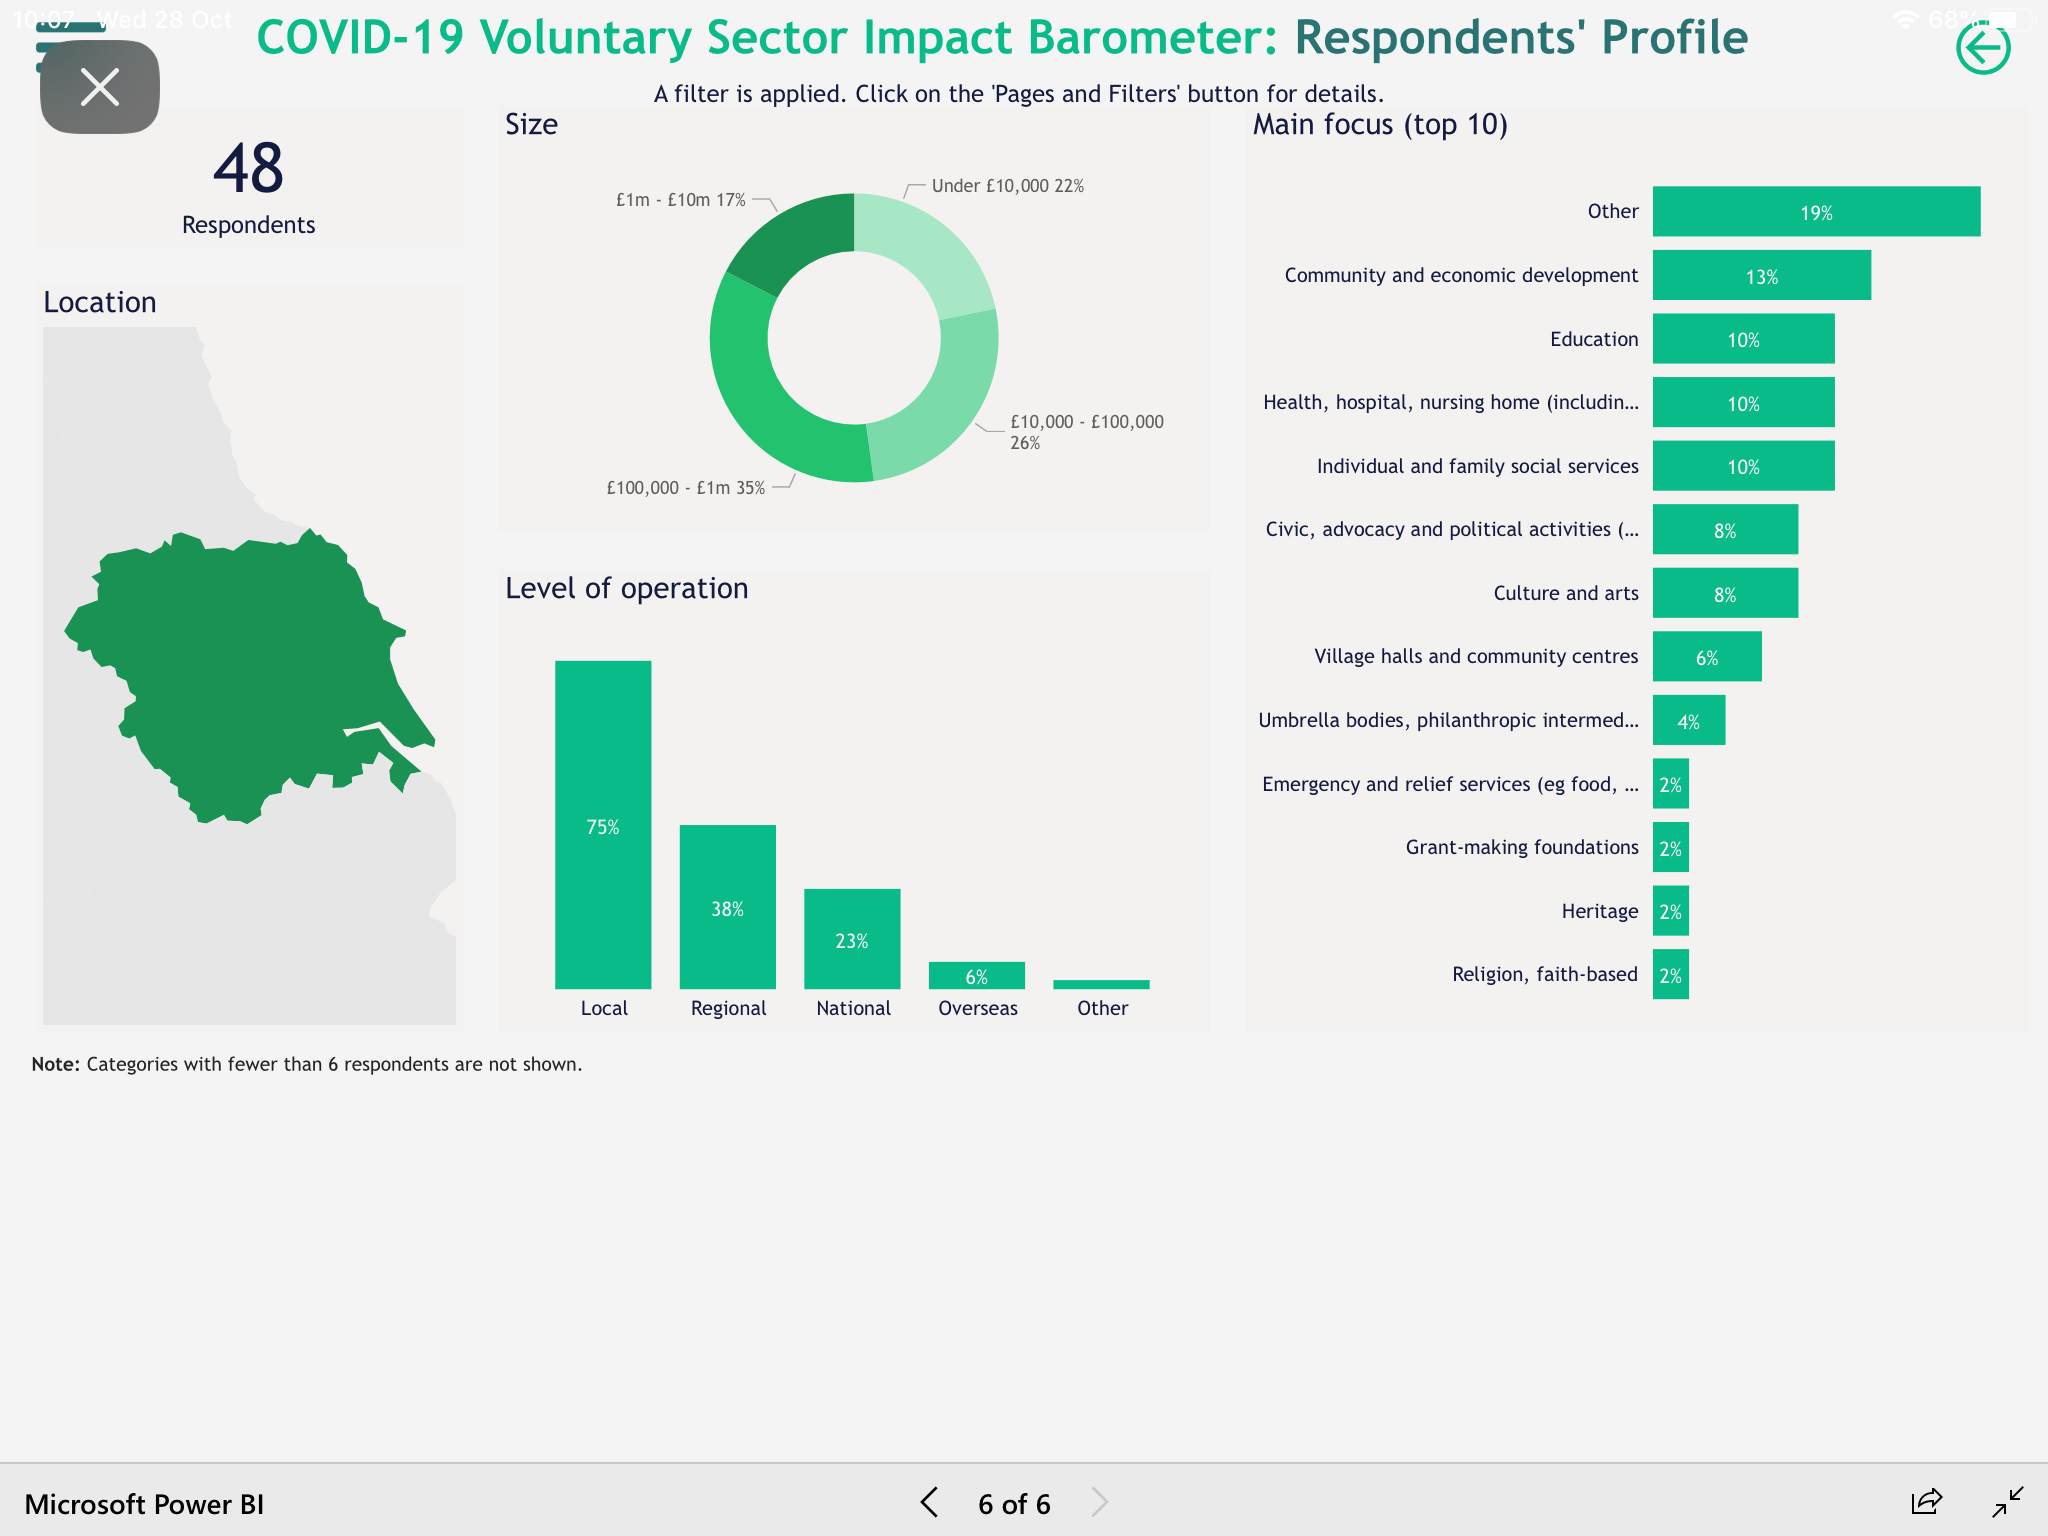 10:07 Wed 28 Oct
68%
COVID-19 Voluntary Sector Impact Barometer: Respondents' Profile
A filter is applied. Click on the 'Pages and Filters' button for details.
48
Respondents
Location
Size
£1m - £10m 17%
Under £10,000 22%
£10,000 - £100,000
26%
£100,000 - £1m 35%
Level of operation
75%
38%
23%
6%
Local
Regional
National
Overseas
Other
Main focus (top 10)
Other 19%
Community and economic development 13%
Education 10%
Health, hospital, nursing home (includin... 10%
Individual and family social services 10%
Civic, advocacy and political activities (... 8%
Culture and arts 8%
Village halls and community centres 6%
Umbrella bodies, philanthropic intermed... 4%
Emergency and relief services (eg food, ... 2%
Grant-making foundations 2%
Heritage 2%
Religion, faith-based 2%
Note: Categories with fewer than 6 respondents are not shown.
Microsoft Power BI
6 of 6